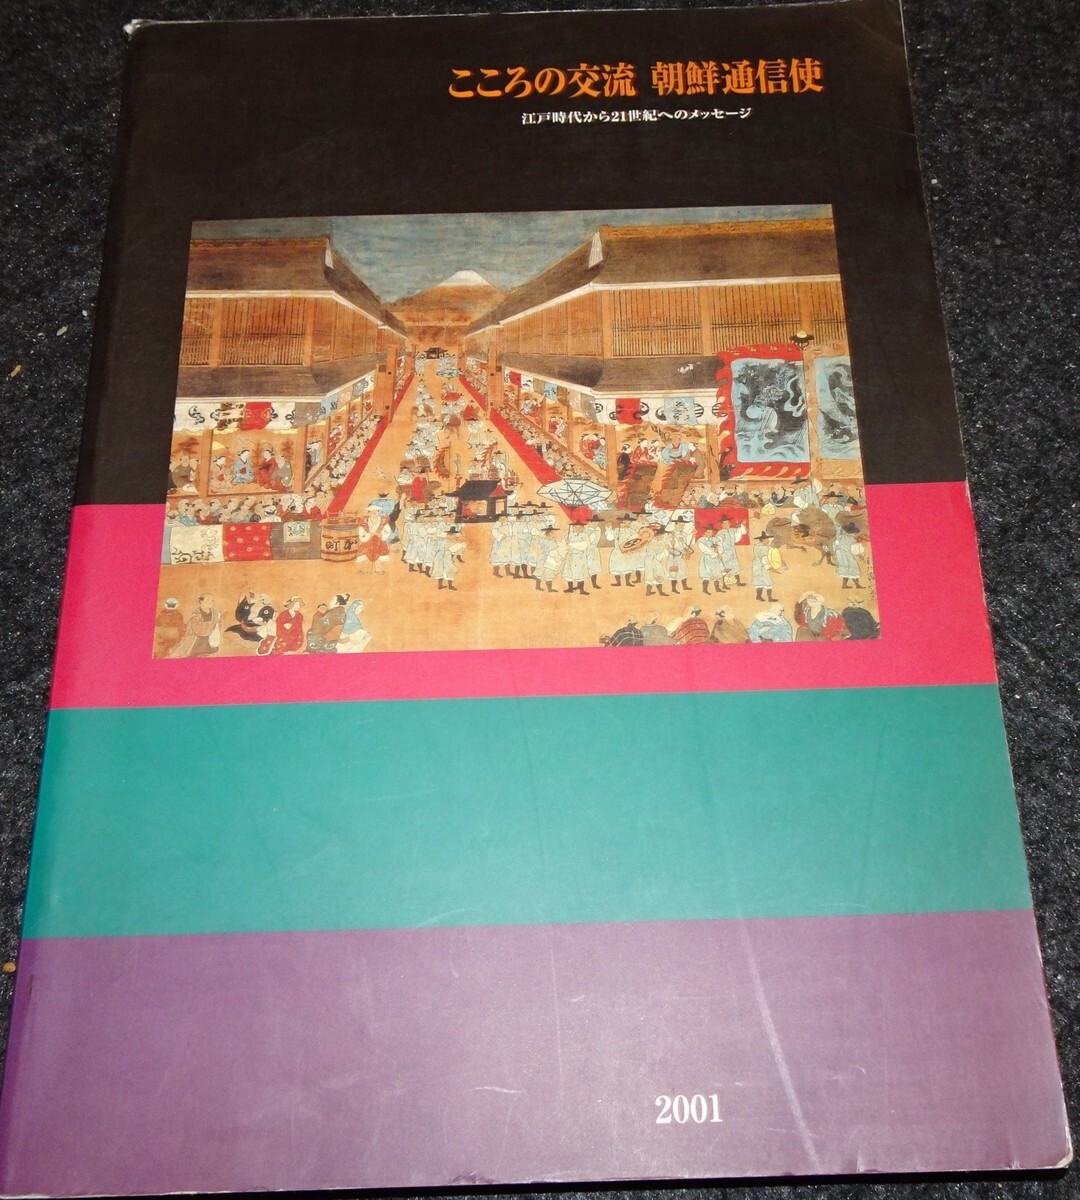 こころの交流 朝鮮通信使
江戸時代から21世紀へのメッセージ
2001